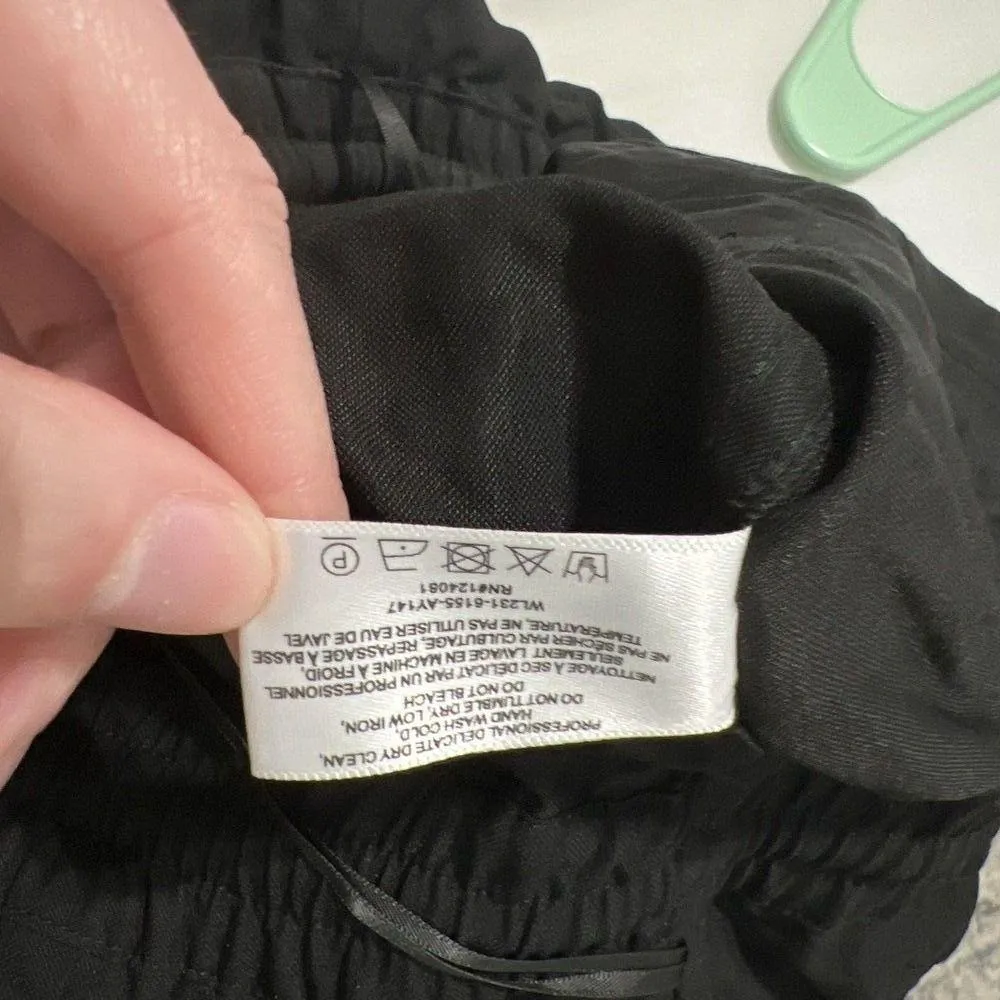 PROFESSIONAL DELICATE DRY CLEAN,
HAND WASH COLD,
DO NOT TUMBLE DRY, LOW IRON,
DO NOT BLEACH
NETTOYAGE À SEC DÉLICAT PAR UN PROFESSIONNEL
SEULEMENT. LAVAGE EN MACHINE À FROID,
NE PAS SÉCHER PAR CULBUTAGE, REPASSAGE À BASSE
TEMPERATURE, NE PAS UTILISER EAU DE JAVEL
WL231-6155-AY147
RN#124081
P